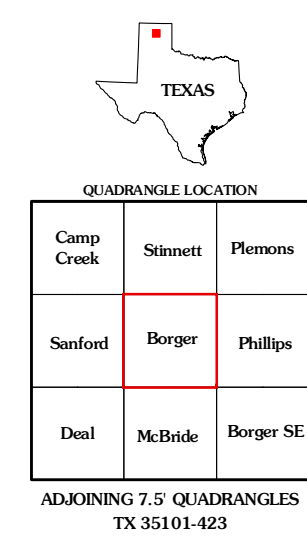 TEXAS
QUADRANGLE LOCATION
Camp
Creek
Stinnett
Plemons
Sanford
Borger
Phillips
Deal
McBride
Borger SE
ADJOINING 7.5' QUADRANGLES
TX 35101-423